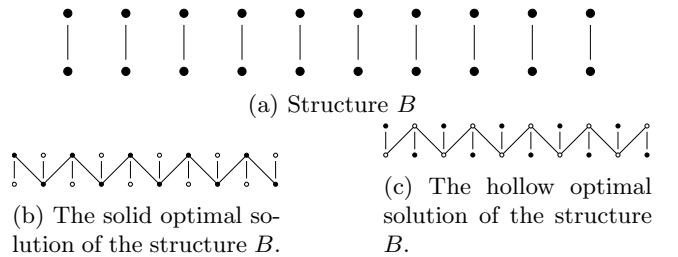 (a) Structure B
(b) The solid optimal so-
lution of the structure B.
(c) The hollow optimal
solution of the structure
B.